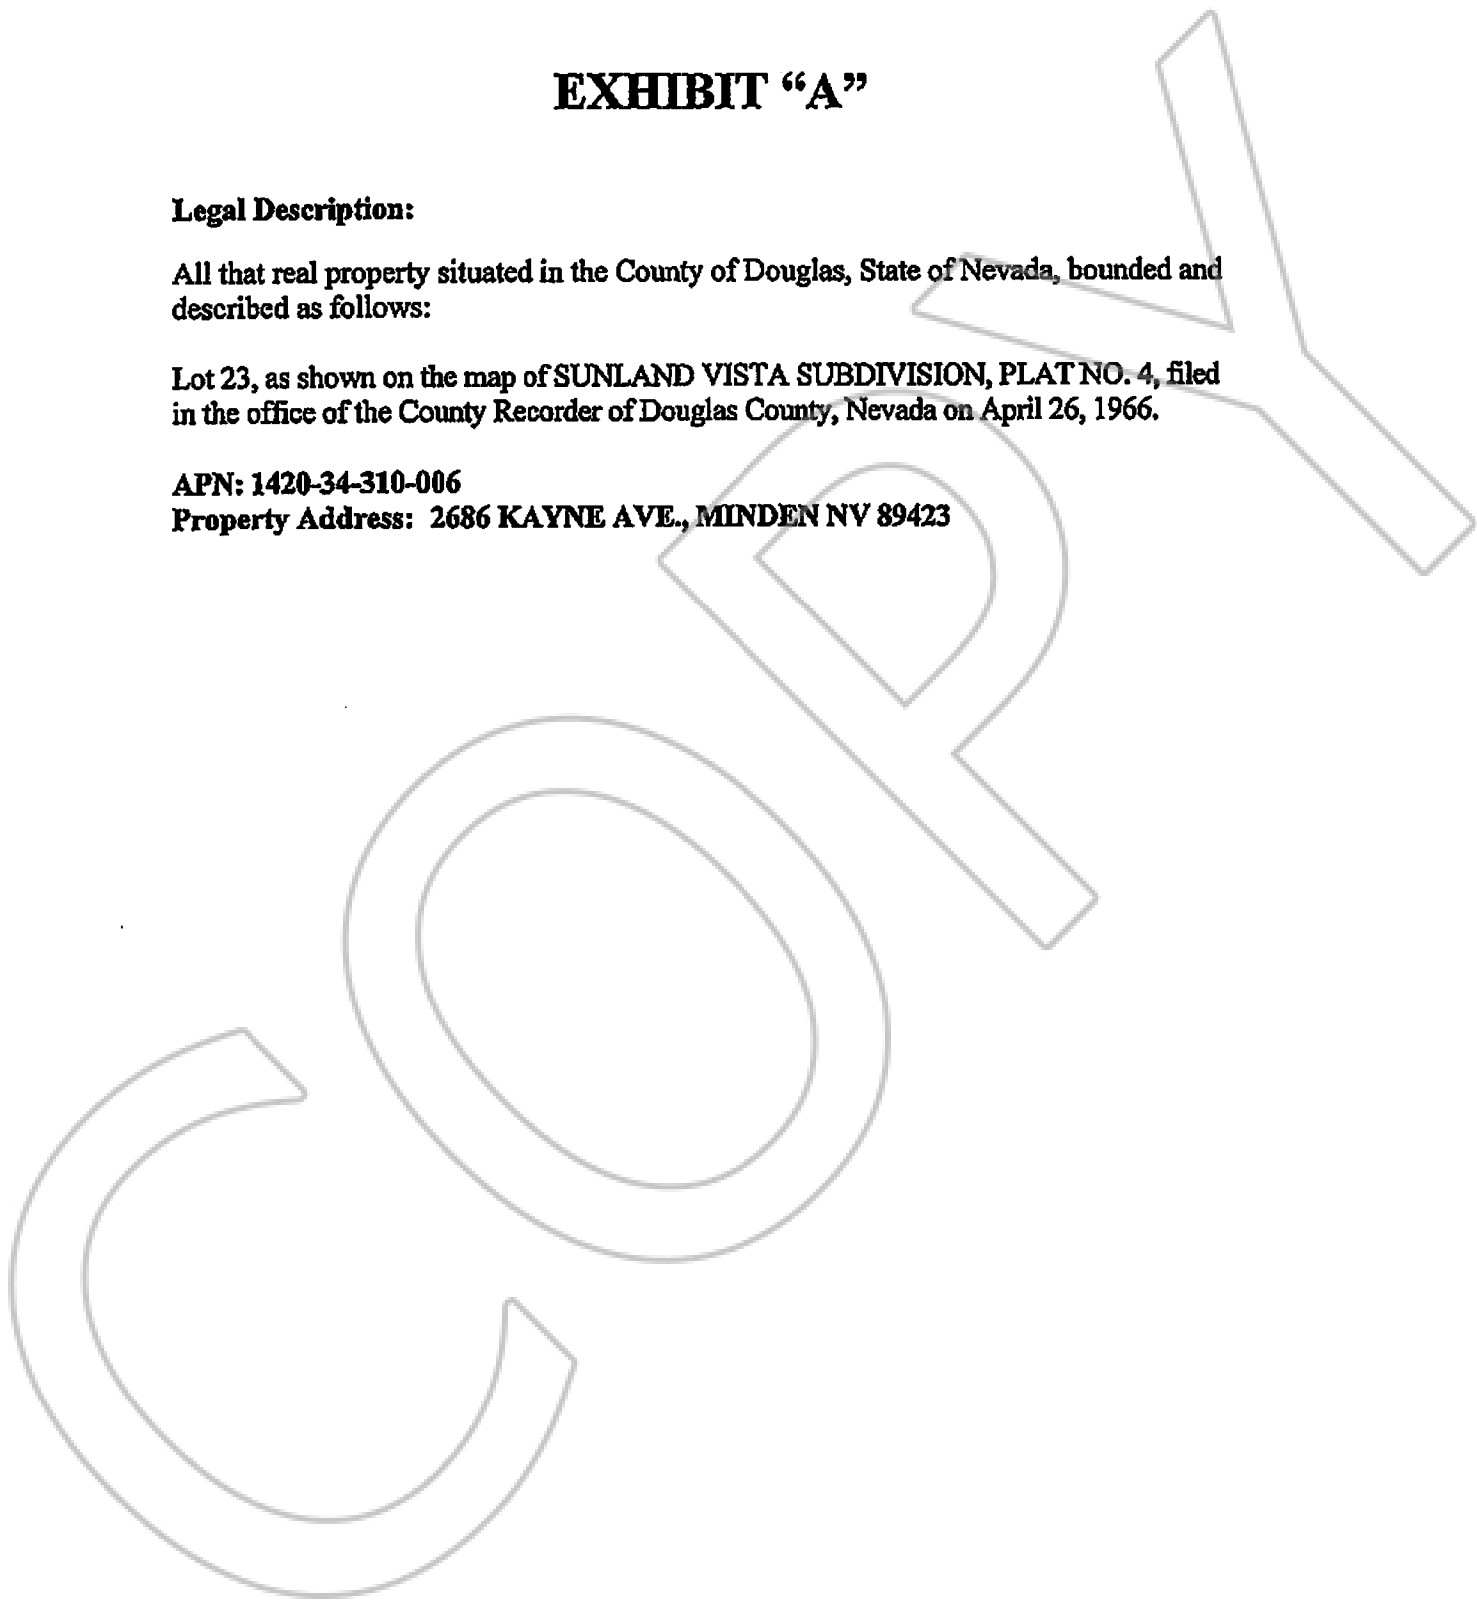 EXHIBIT “A”
Legal Description:
All that real property situated in the County of Douglas, State of Nevada, bounded and
described as follows:
Lot 23, as shown on the map of SUNLAND VISTA SUBDIVISION, PLAT NO. 4, filed
in the office of the County Recorder of Douglas County, Nevada on April 26, 1966.
APN: 1420-34-310-006
Property Address: 2686 KAYNE AVE., MINDEN NV 89423
COPY